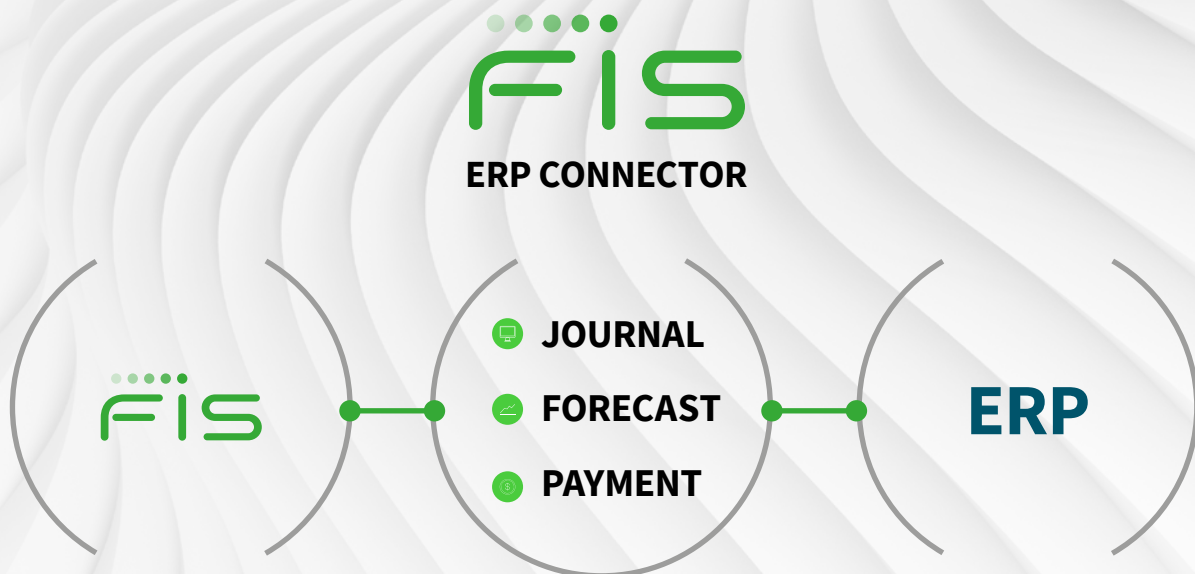 FIS
ERP CONNECTOR
JOURNAL
FORECAST
PAYMENT
FIS
ERP